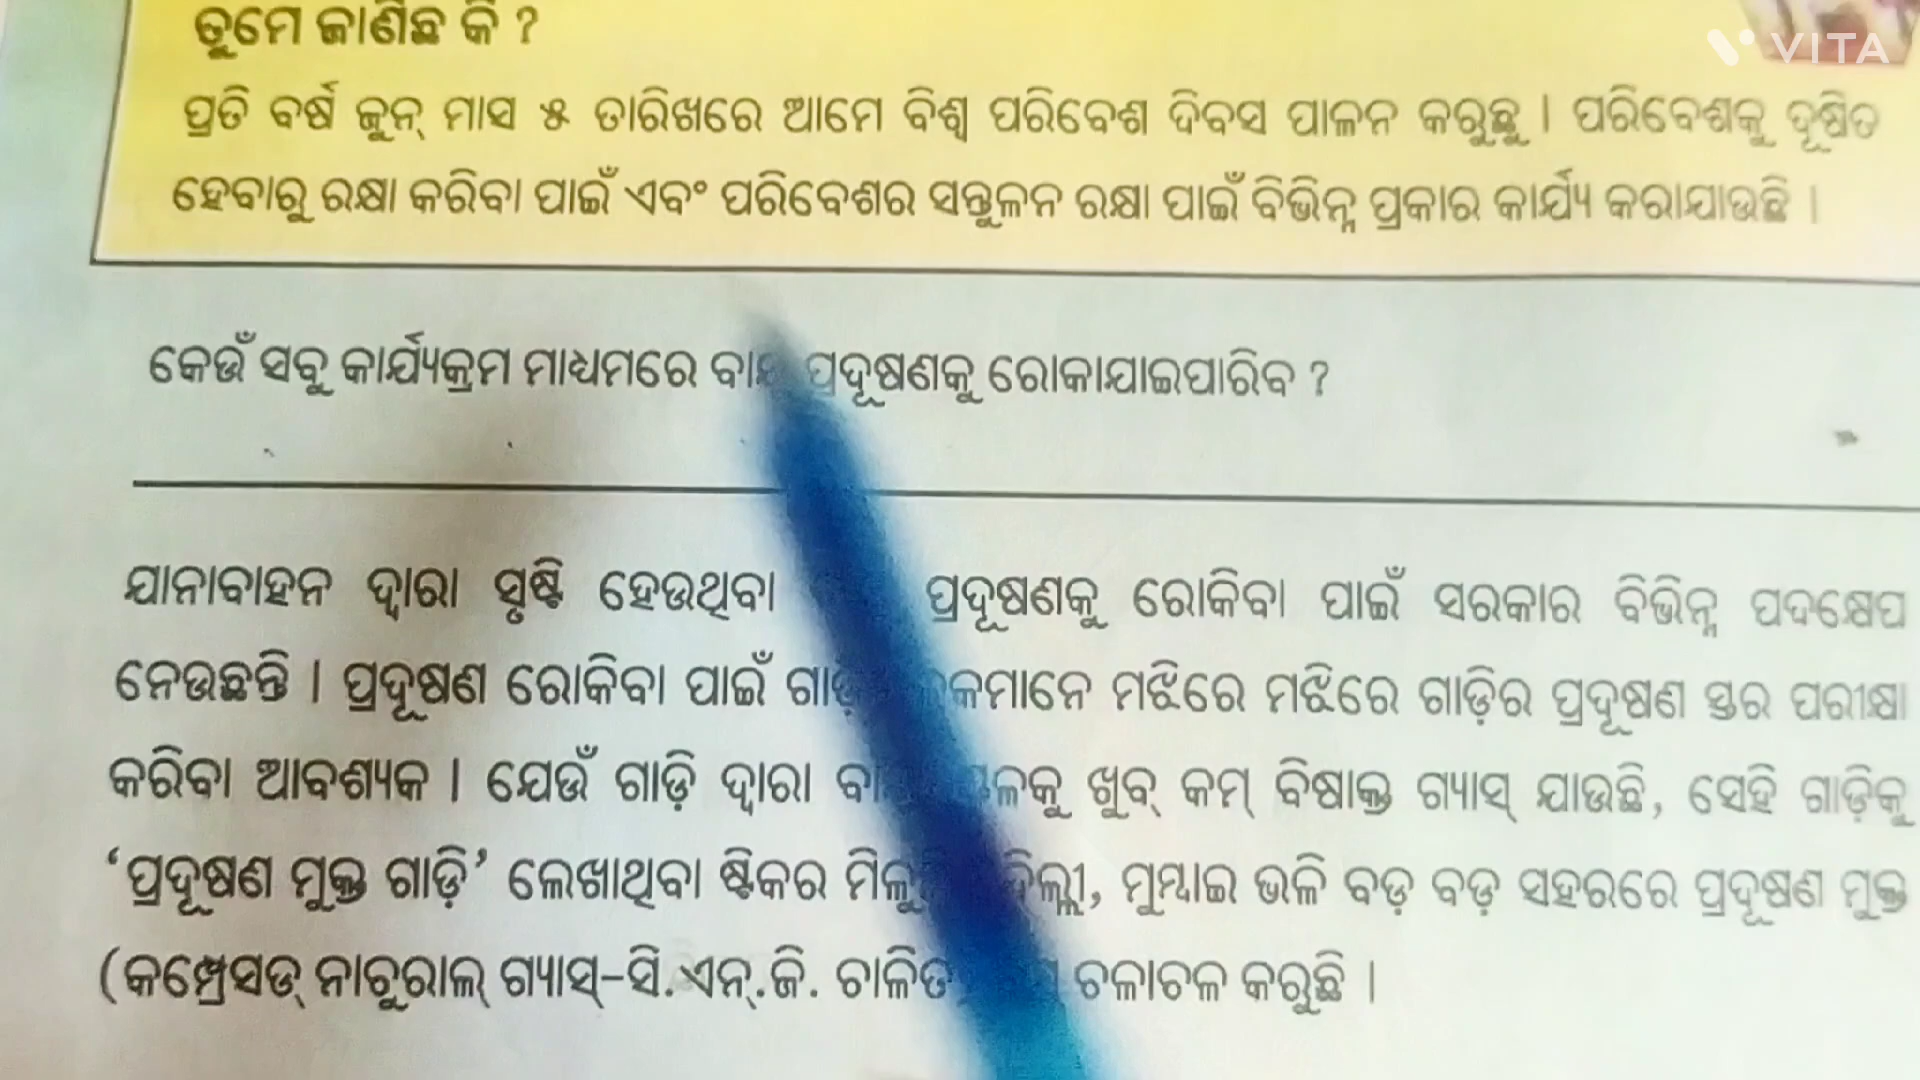 ତୁମେ ଜାଣିଛ କି ?
VITA
ପ୍ରତି ବର୍ଷ ଜୁନ୍ ମାସ ୫ ତାରିଖରେ ଆମେ ବିଶ୍ୱ ପରିବେଶ ଦିବସ ପାଳନ କରୁଛୁ । ପରିବେଶକୁ ଦୂଷିତ
ହେବାରୁ ରକ୍ଷା କରିବା ପାଇଁ ଏବଂ ପରିବେଶର ସନ୍ତୁଳନ ରକ୍ଷା ପାଇଁ ବିଭିନ୍ନ ପ୍ରକାର କାର୍ଯ୍ୟ କରାଯାଉଛି ।
କେଉଁ ସବୁ କାର୍ଯ୍ୟକ୍ରମ ମାଧ୍ୟମରେ ପ୍ରଦୂଷଣକୁ ରୋକାଯାଇପାରିବ ?
ଯାନାବାହନ ଦ୍ୱାରା ସୃଷ୍ଟି ହେଉଥିବା ପ୍ରଦୂଷଣକୁ ରୋକିବା ପାଇଁ ସରକାର ବିଭିନ୍ନ ପଦକ୍ଷେପ
ନେଉଛନ୍ତି । ପ୍ରଦୂଷଣ ରୋକିବା ପାଇଁ ମଝିରେ ମଝିରେ ଗାଡ଼ିର ପ୍ରଦୂଷଣ ସ୍ତର ପରୀକ୍ଷା
କରିବା ଆବଶ୍ୟକ । ଯେଉଁ ଗାଡ଼ି ଦ୍ୱାରା ଖୁବ୍ କମ୍ ବିଷାକ୍ତ ଗ୍ୟାସ୍ ଯାଉଛି, ସେହି ଗାଡ଼ିକୁ
‘ପ୍ରଦୂଷଣ ମୁକ୍ତ ଗାଡ଼ି’ ଲେଖାଥିବା ଷ୍ଟିକର ମୁମ୍ବାଇ ଭଳି ବଡ଼ ବଡ଼ ସହରରେ ପ୍ରଦୂଷଣ ମୁକ୍ତ
(କମ୍ପ୍ରେସଡ୍ ନାଚୁରାଲ୍ ଗ୍ୟାସ୍-ସି.ଏନ୍.ଜି. ଚାଳିତ ଚଳାଚଳ କରୁଛି ।